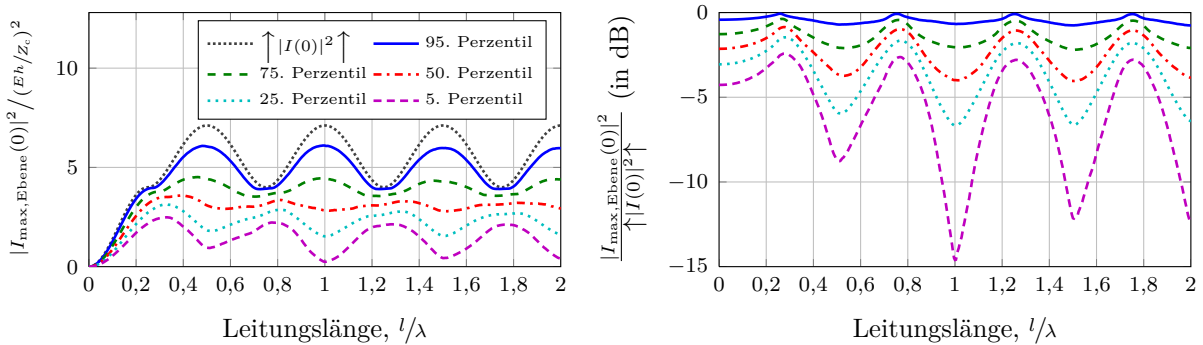 |I_max,Ebene(0)|² / (Eh/Z_c)²
10
5
0
↑|I(0)|²↑
95. Perzentil
75. Perzentil
50. Perzentil
25. Perzentil
5. Perzentil
0 0,2 0,4 0,6 0,8 1 1,2 1,4 1,6 1,8 2
Leitungslänge, l/λ
|I_max,Ebene(0)|² / ↑|I(0)|²↑ (in dB)
0
−5
−10
−15
0 0,2 0,4 0,6 0,8 1 1,2 1,4 1,6 1,8 2
Leitungslänge, l/λ